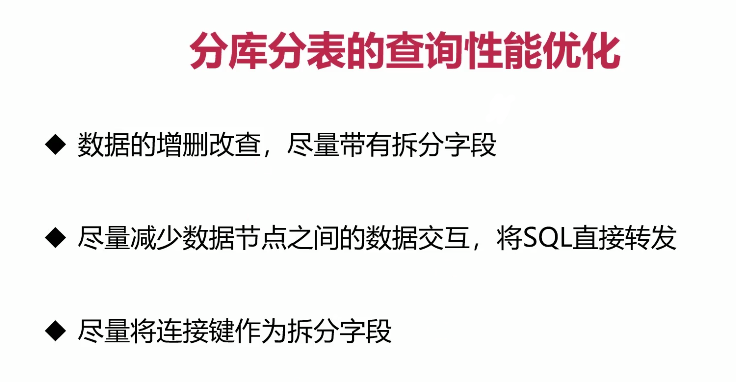 分库分表的查询性能优化
◆ 数据的增删改查，尽量带有拆分字段
◆ 尽量减少数据节点之间的数据交互，将SQL直接转发
◆ 尽量将连接键作为拆分字段